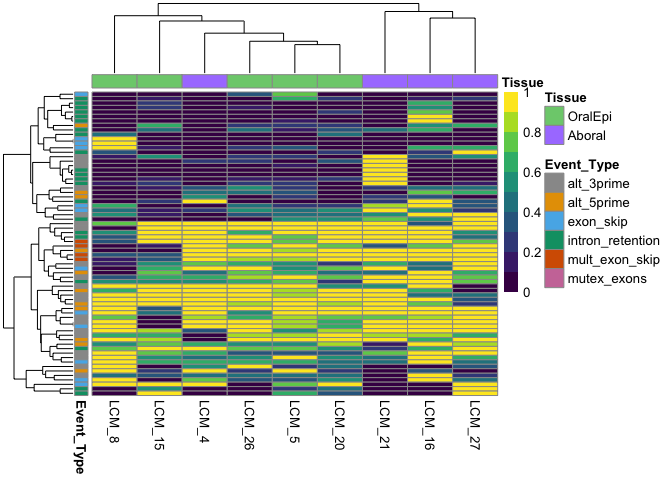 Tissue
1
0.8
0.6
0.4
0.2
0
Tissue
OralEpi
Aboral
Event_Type
alt_3prime
alt_5prime
exon_skip
intron_retention
mult_exon_skip
mutex_exons
Event_Type
LCM_8
LCM_15
LCM_4
LCM_26
LCM_5
LCM_20
LCM_21
LCM_16
LCM_27